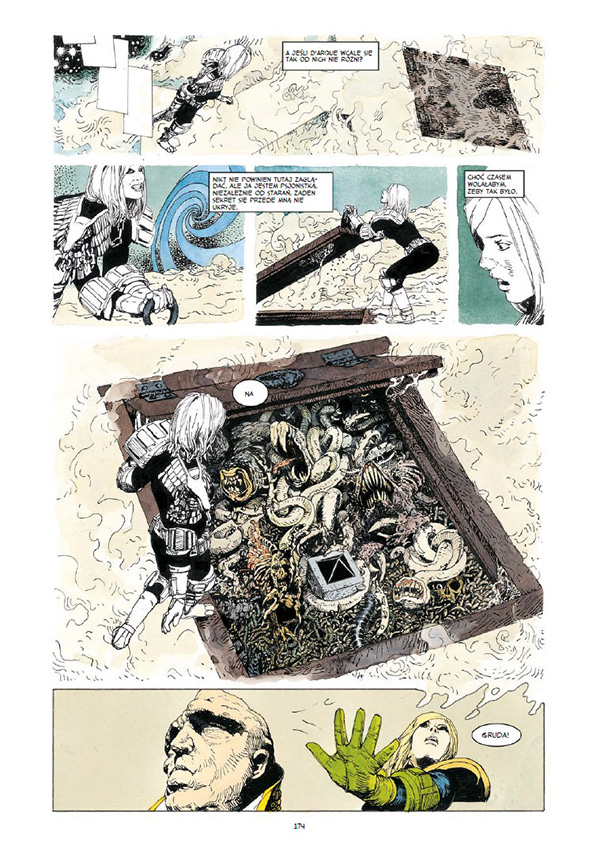 A JEŚLI D'ARQUE WCALE SIĘ
TAK OD NICH NIE RÓŻNI?
NIKT NIE POWINIEN TUTAJ ZAGLĄ-
DAĆ, ALE JA JESTEM PSJONISTKĄ,
NIEZALEŻNIE OD STARAŃ, ŻADEN
SEKRET SIĘ PRZEDE MNĄ NIE
UKRYJE.
CHOĆ CZASEM
WOLAŁABYM,
ŻEBY TAK BYŁO.
NA
GRUDA!
174